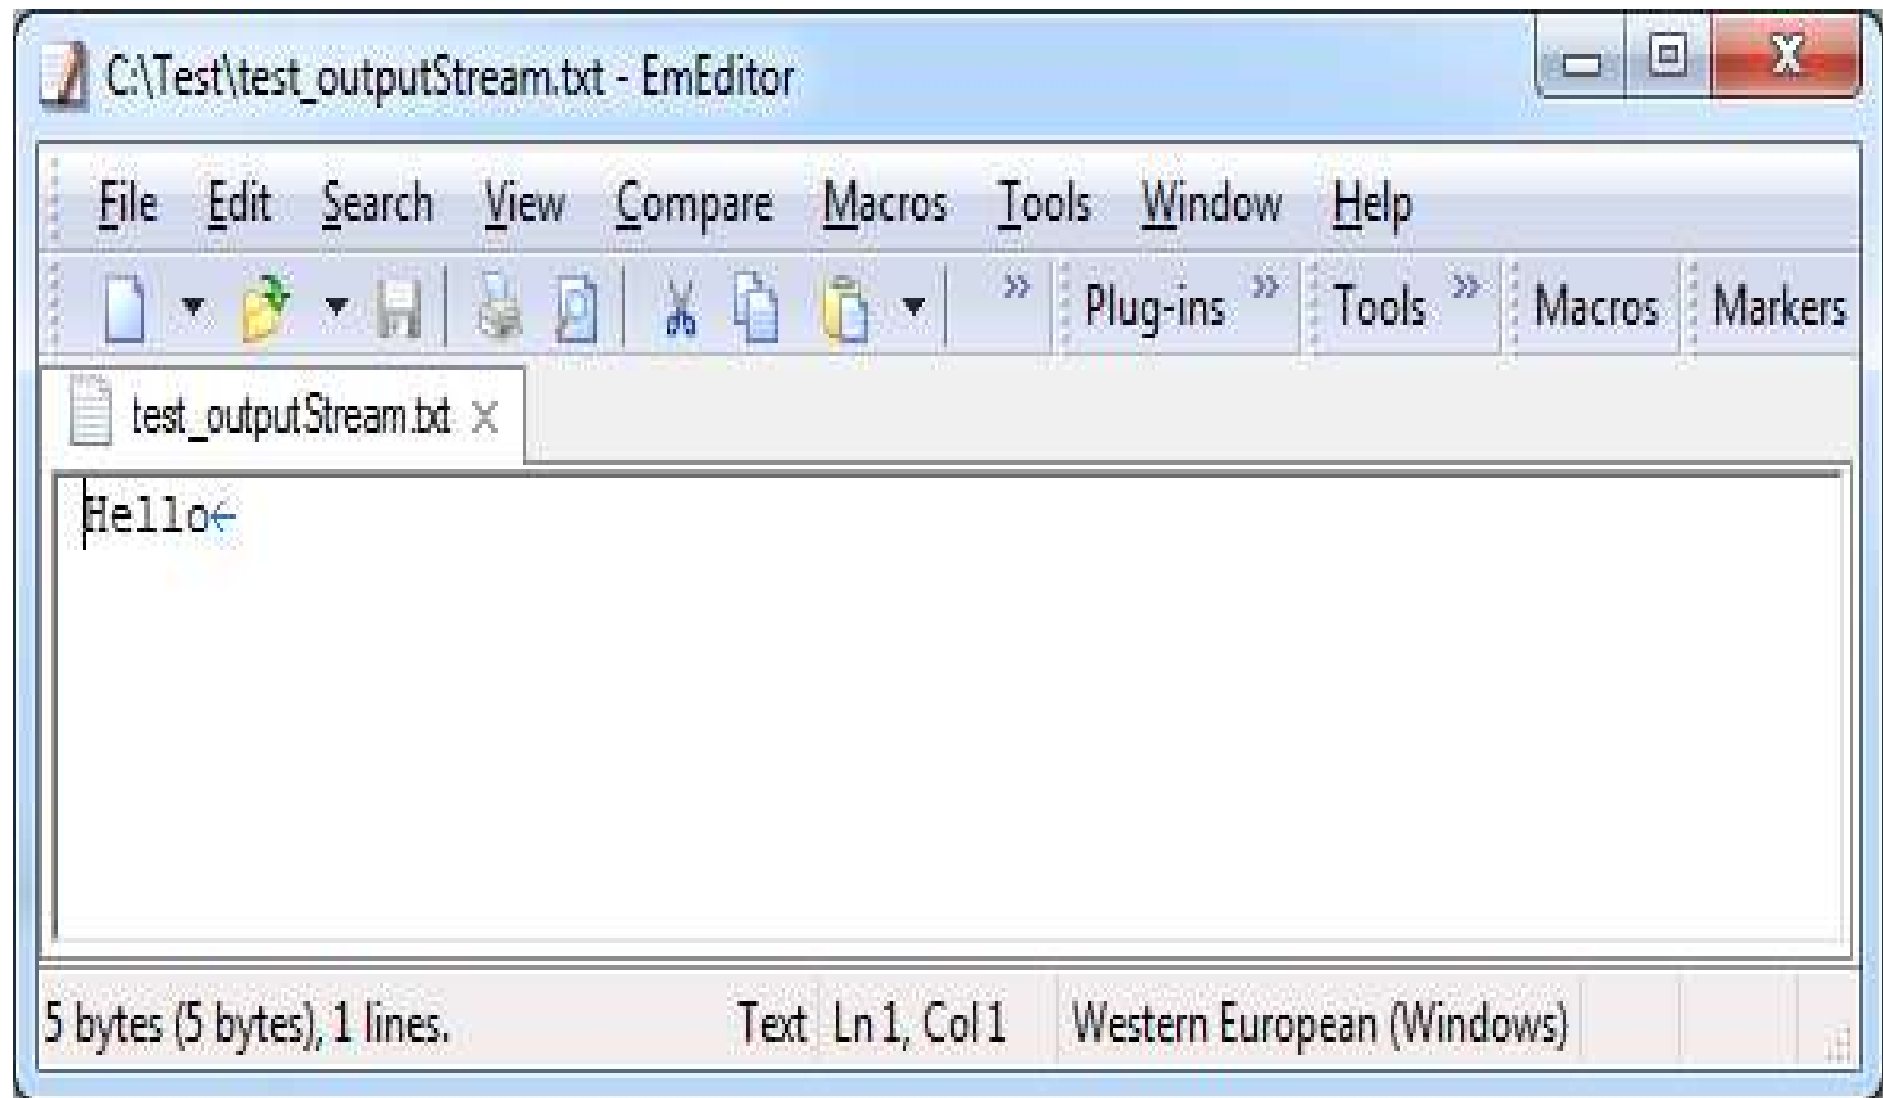 C:\Test\test_outputStream.txt - EmEditor
File Edit Search View Compare Macros Tools Window Help
» Plug-ins » Tools » Macros Markers
test_outputStream.txt
Hello←
5 bytes (5 bytes), 1 lines. Text Ln 1, Col 1 Western European (Windows)